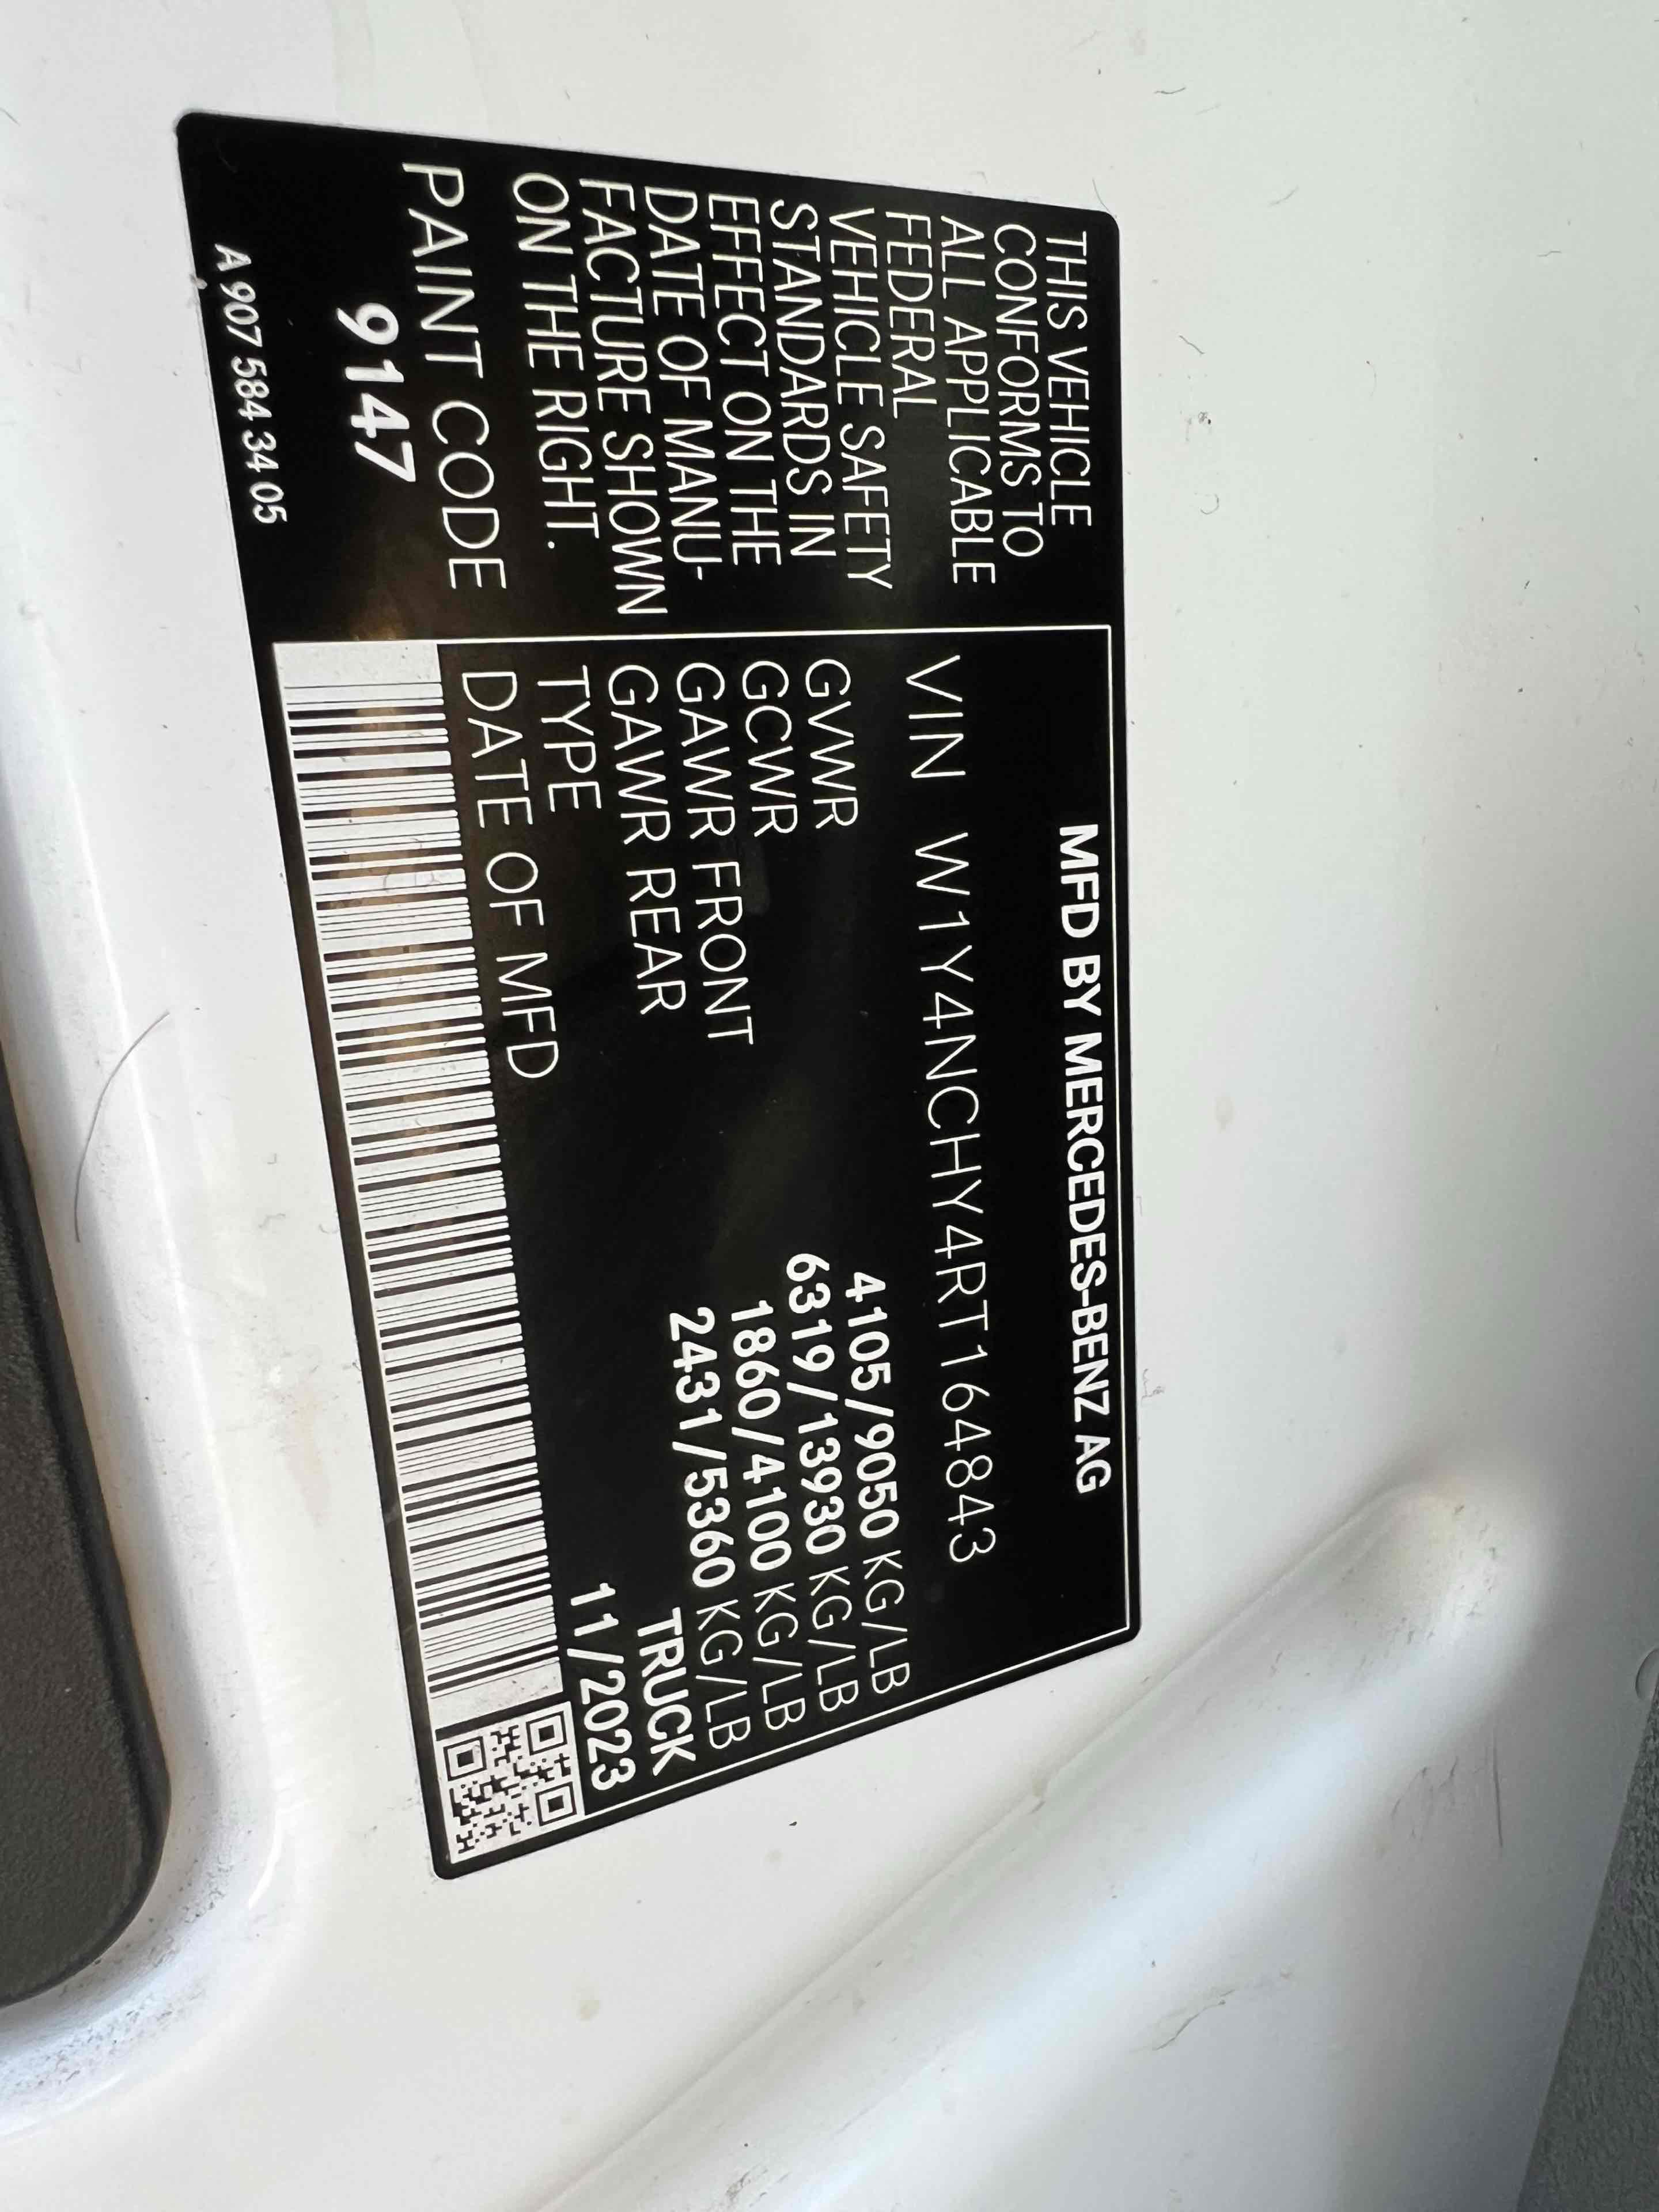 THIS VEHICLE
CONFORMS TO
ALL APPLICABLE
FEDERAL
VEHICLE SAFETY
STANDARDS IN
EFFECT ON THE
DATE OF MANU-
FACTURE SHOWN
ON THE RIGHT.
PAINT CODE
9147
A 907 584 34 05
MFD BY MERCEDES-BENZ AG
VIN W1Y4NCHY4RT164843
GVWR 4105/9050 KG/LB
GCWR 6319/13930 KG/LB
GAWR FRONT 1860/4100 KG/LB
GAWR REAR 2431/5360 KG/LB
TYPE TRUCK
DATE OF MFD 11/2023